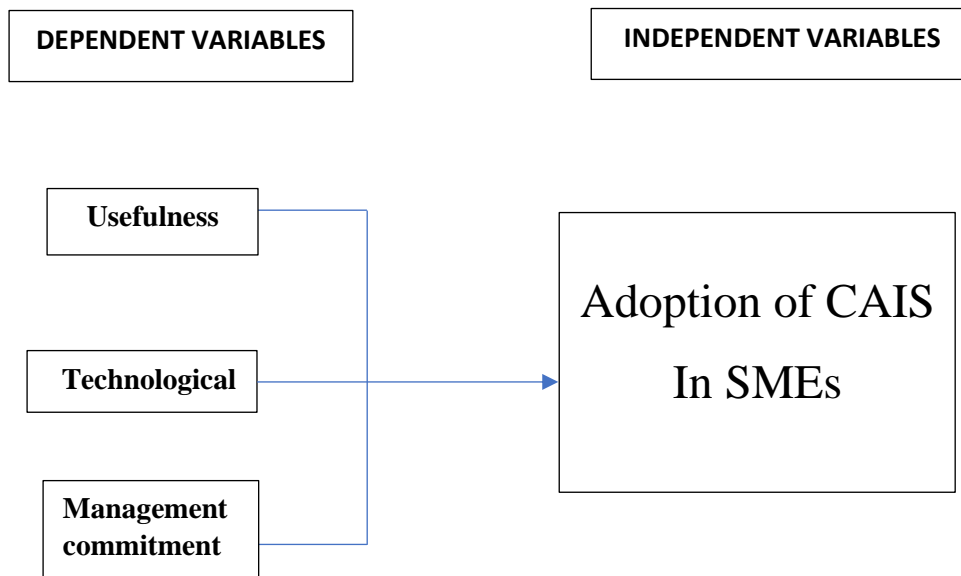 DEPENDENT VARIABLES
INDEPENDENT VARIABLES
Usefulness
Technological
Management
commitment
Adoption of CAIS
In SMEs